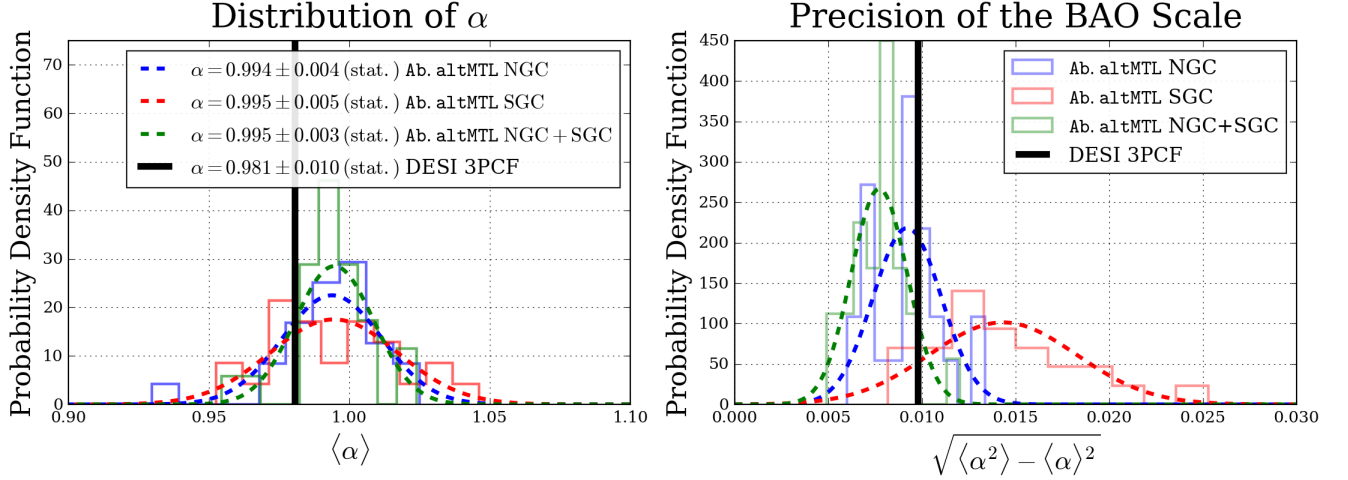 Distribution of α
Probability Density Function
70
60
50
40
30
20
10
0
0.90
0.95
1.00
1.05
1.10
⟨α⟩
α = 0.994 ± 0.004 (stat.) Ab.altMTL NGC
α = 0.995 ± 0.005 (stat.) Ab.altMTL SGC
α = 0.995 ± 0.003 (stat.) Ab.altMTL NGC + SGC
α = 0.981 ± 0.010 (stat.) DESI 3PCF
Precision of the BAO Scale
Probability Density Function
450
400
350
300
250
200
150
100
50
0
0.000
0.005
0.010
0.015
0.020
0.025
0.030
√⟨α²⟩ − ⟨α⟩²
Ab.altMTL NGC
Ab.altMTL SGC
Ab.altMTL NGC+SGC
DESI 3PCF